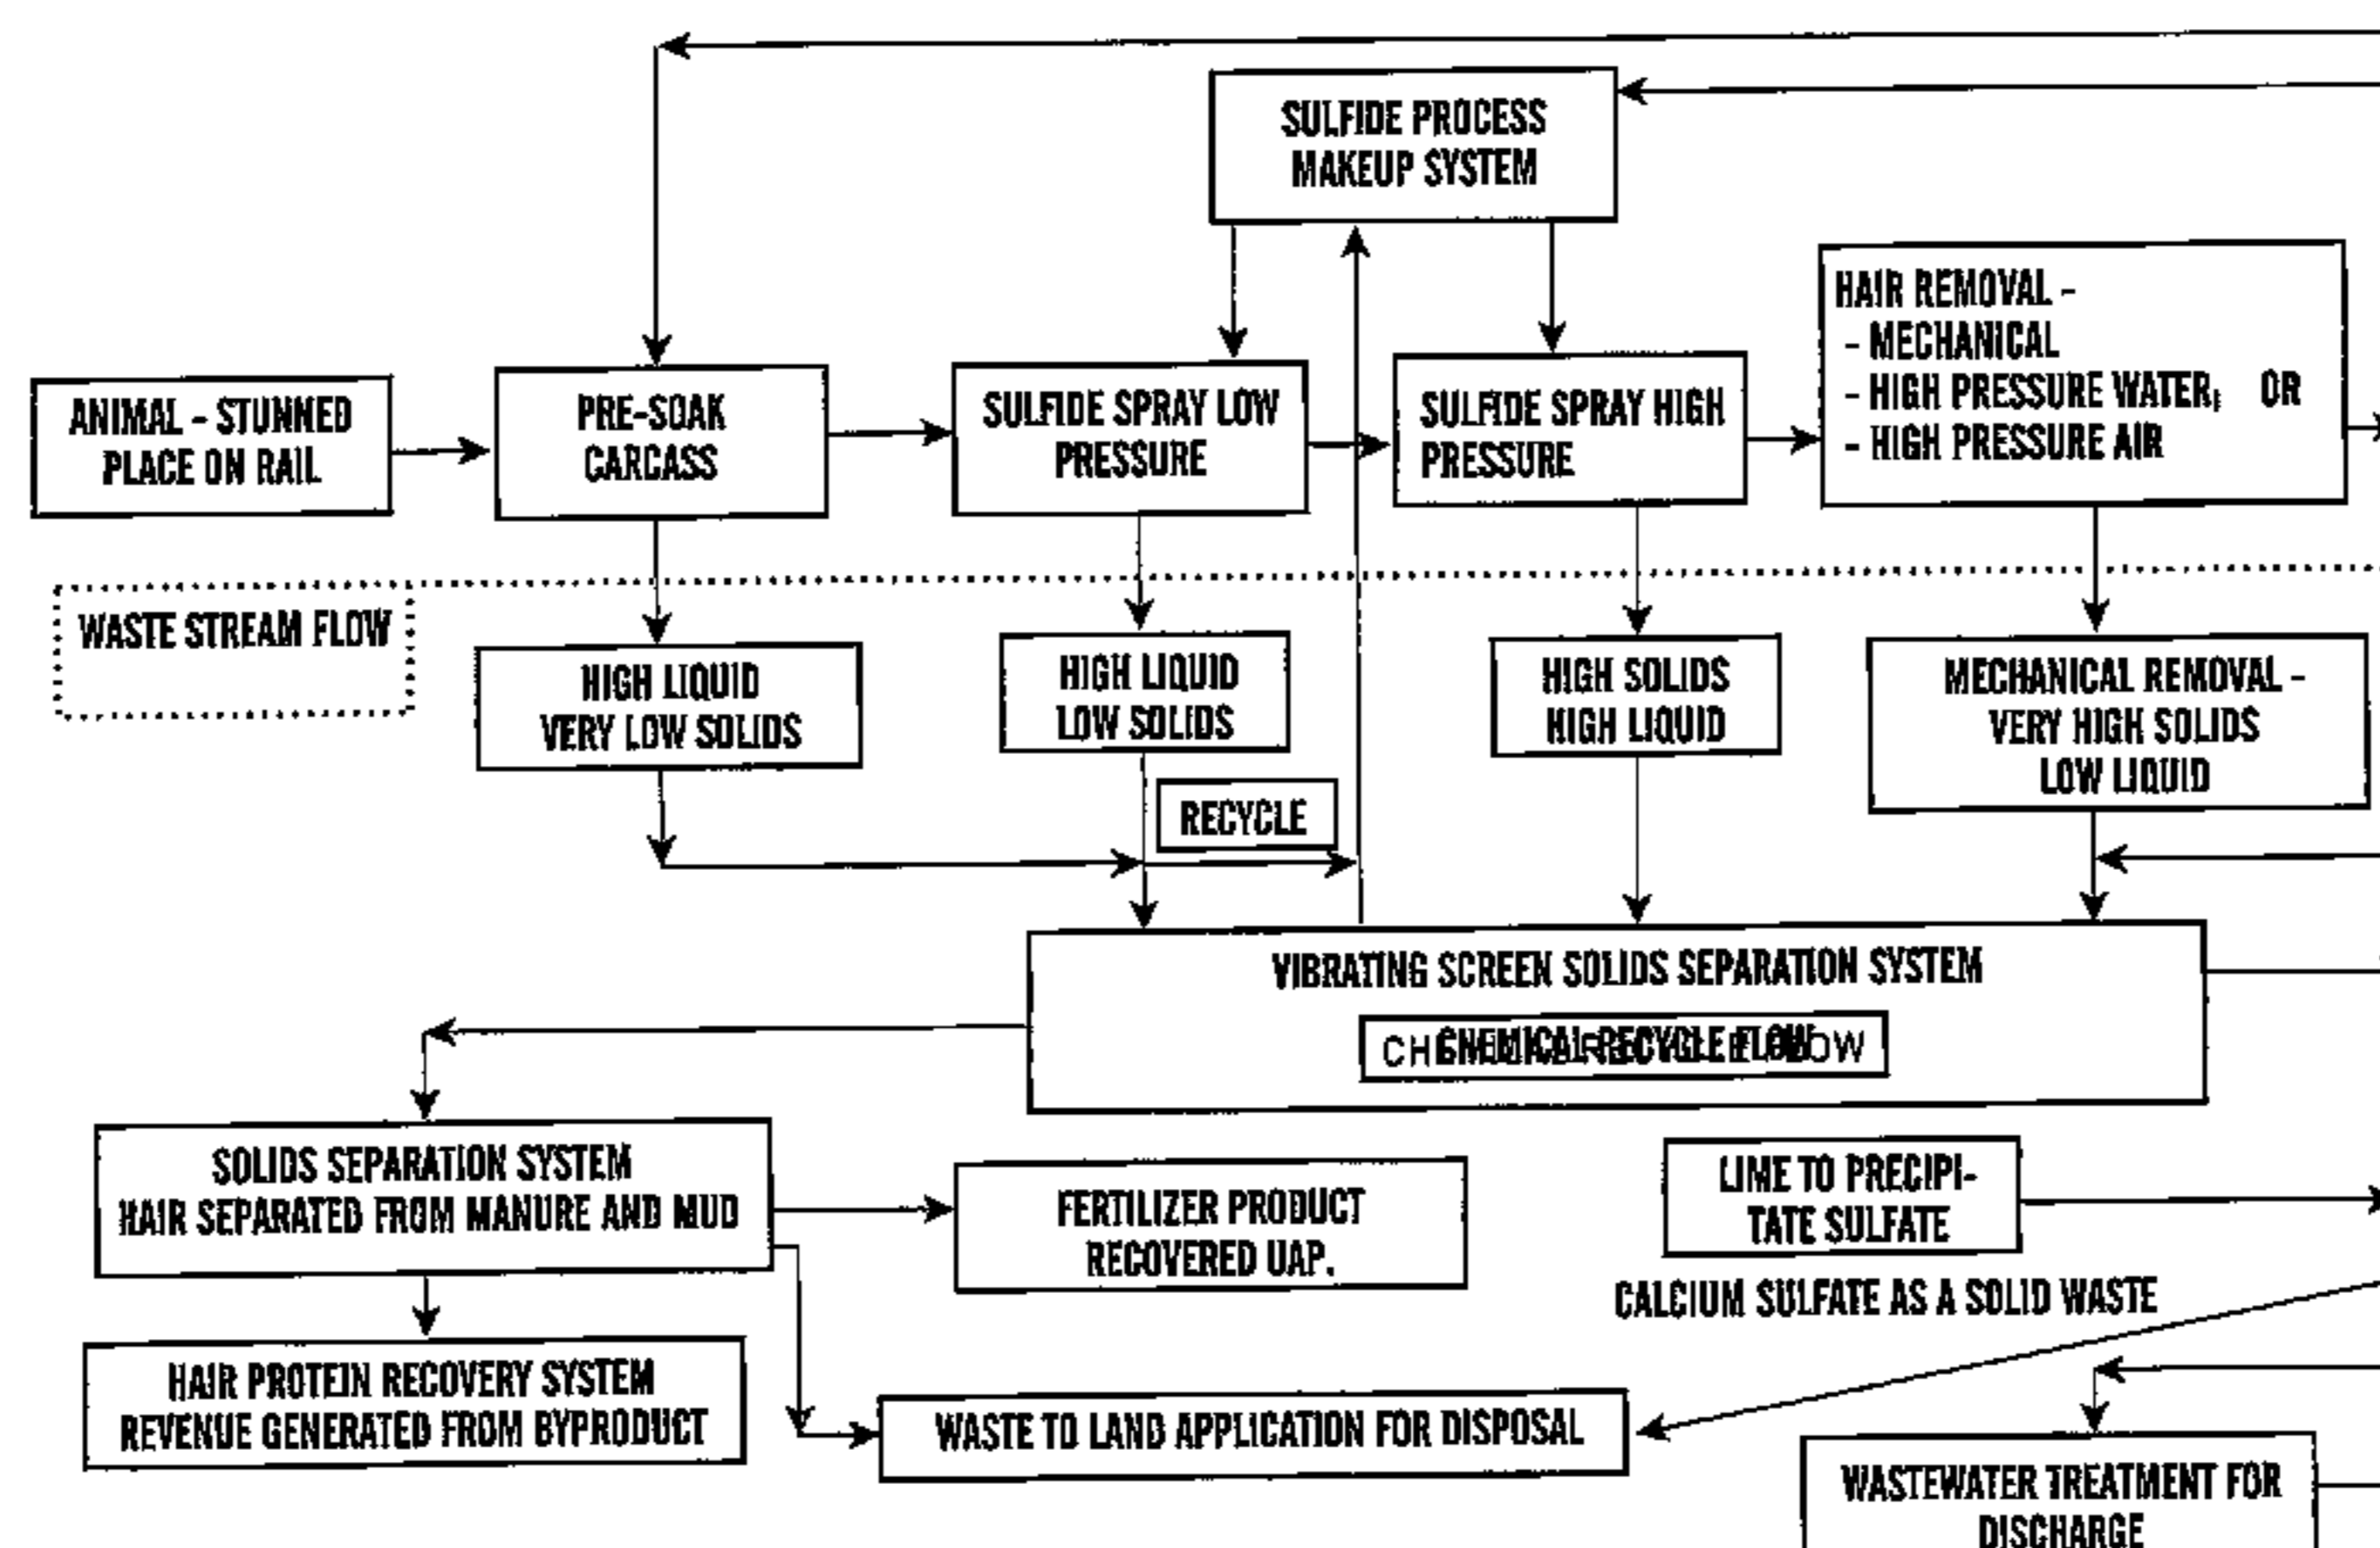 SULFIDE PROCESS
MAKEUP SYSTEM
ANIMAL - STUNNED
PLACE ON RAIL
PRE-SOAK
CARCASS
SULFIDE SPRAY LOW
PRESSURE
SULFIDE SPRAY HIGH
PRESSURE
HAIR REMOVAL -
- MECHANICAL
- HIGH PRESSURE WATER, OR
- HIGH PRESSURE AIR
WASTE STREAM FLOW
HIGH LIQUID
VERY LOW SOLIDS
HIGH LIQUID
LOW SOLIDS
HIGH SOLIDS
HIGH LIQUID
MECHANICAL REMOVAL -
VERY HIGH SOLIDS
LOW LIQUID
RECYCLE
VIBRATING SCREEN SOLIDS SEPARATION SYSTEM
CHEMICAL RECYCLE FLOW
SOLIDS SEPARATION SYSTEM
HAIR SEPARATED FROM MANURE AND MUD
FERTILIZER PRODUCT
RECOVERED UAP.
LIME TO PRECIPI-
TATE SULFATE
CALCIUM SULFATE AS A SOLID WASTE
HAIR PROTEIN RECOVERY SYSTEM
REVENUE GENERATED FROM BYPRODUCT
WASTE TO LAND APPLICATION FOR DISPOSAL
WASTEWATER TREATMENT FOR
DISCHARGE